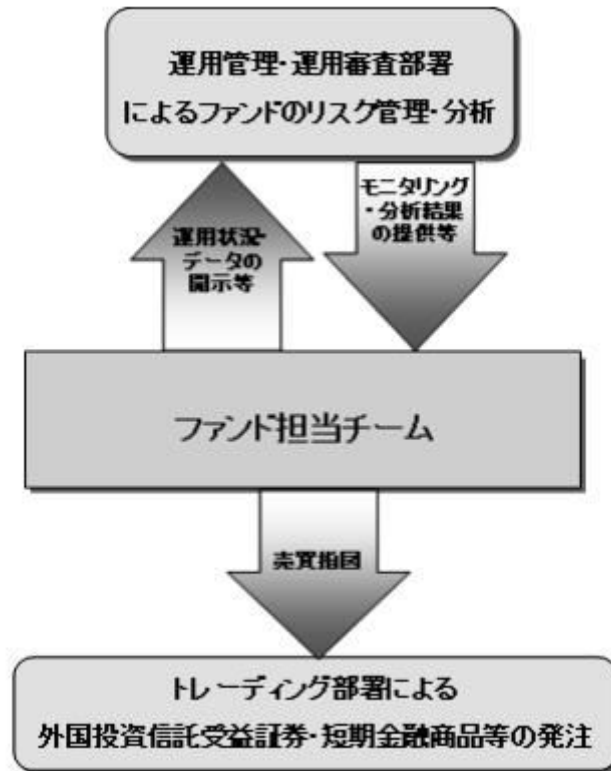 運用管理・運用審査部署
によるファンドのリスク管理・分析
運用状況・
データの
開示等
モニタリング
・分析結果
の提供等
ファンド担当チーム
売買指図
トレーディング部署による
外国投資信託受益証券・短期金融商品等の発注